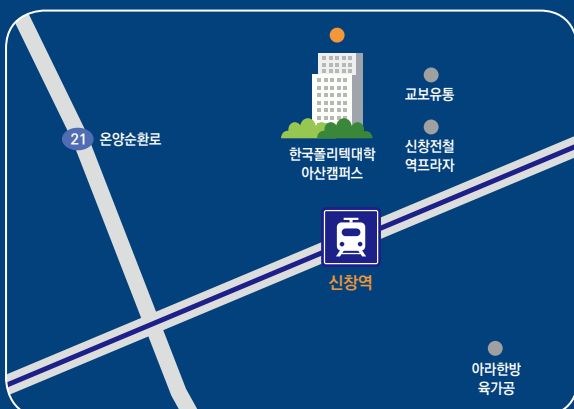 21 온양순환로
교보유통
한국폴리텍대학
아산캠퍼스
신창전철
역프라자
신창역
아라한방
육가공